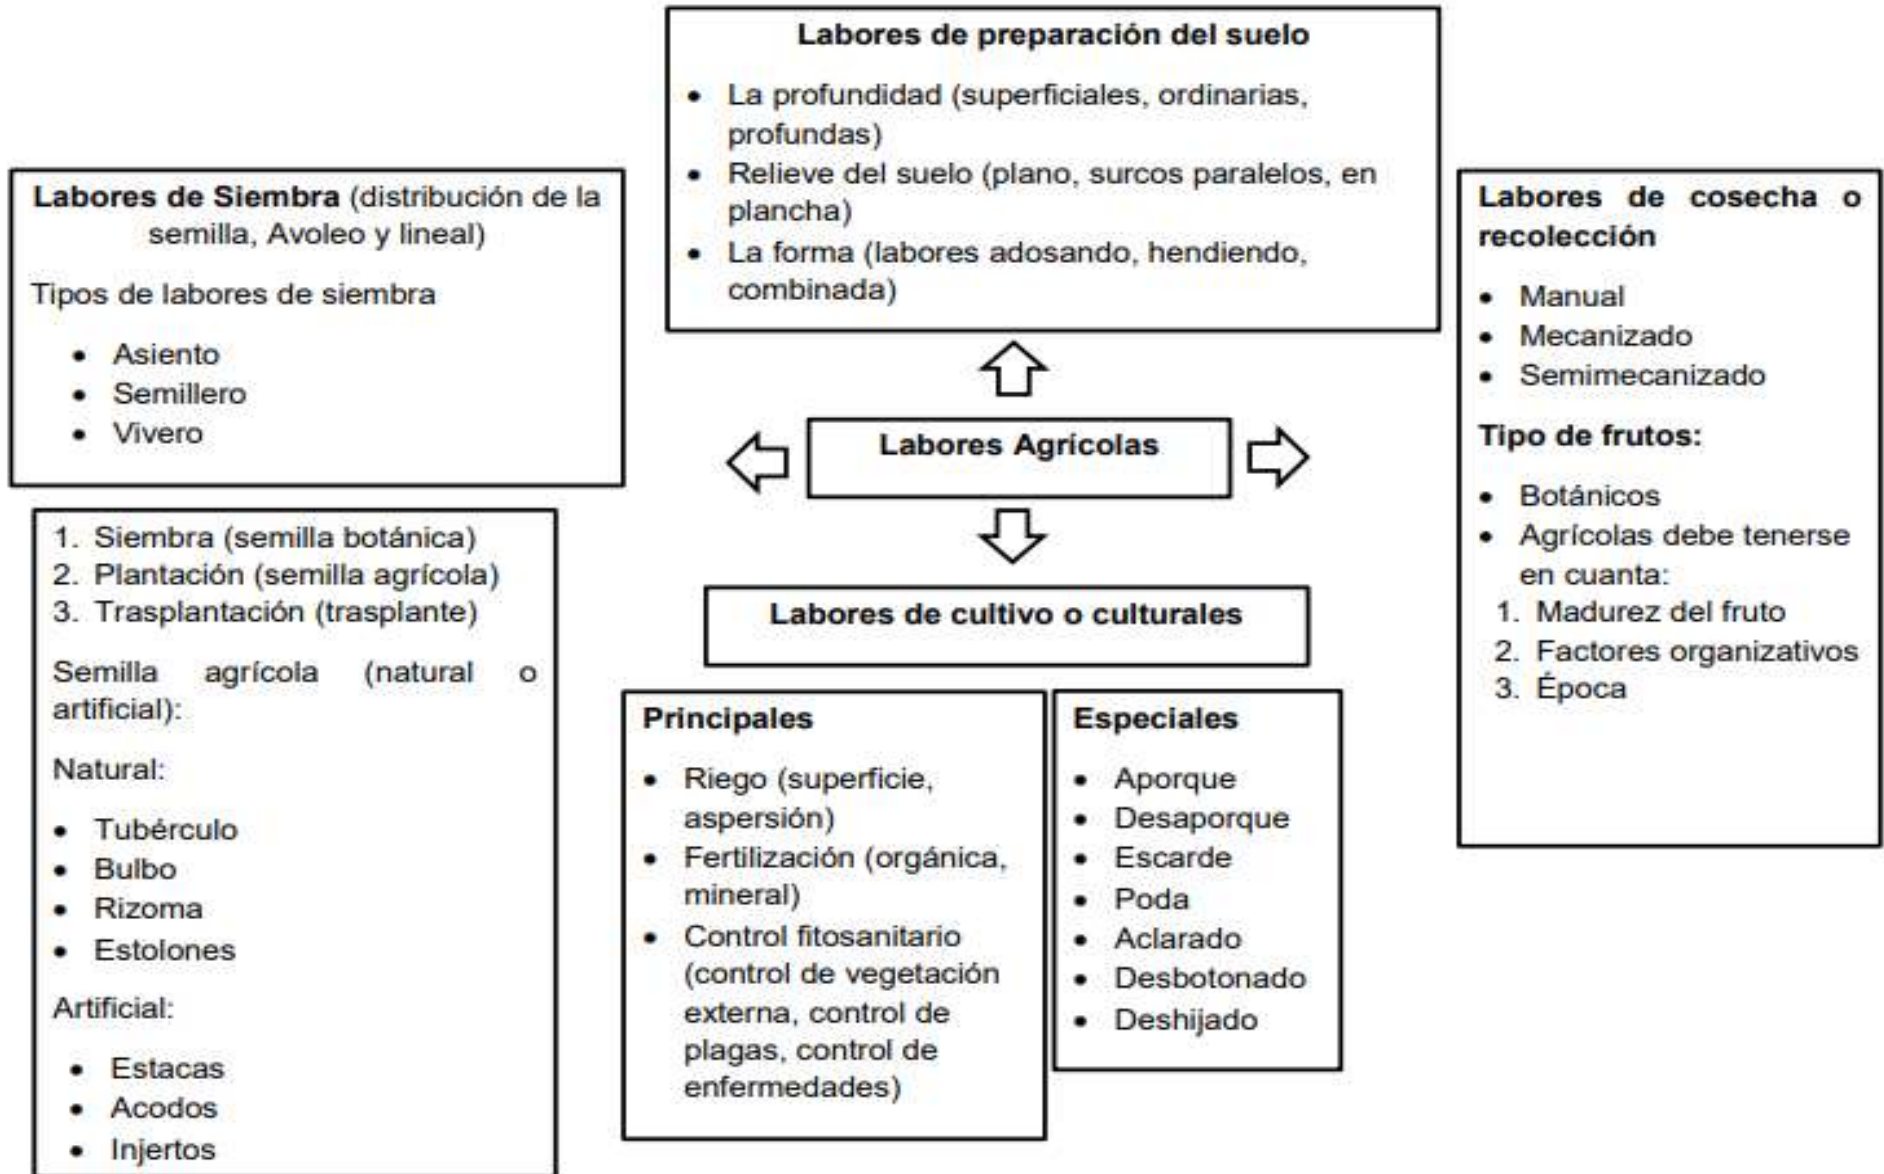 Labores de preparación del suelo
• La profundidad (superficiales, ordinarias,
profundas)
• Relieve del suelo (plano, surcos paralelos, en
plancha)
• La forma (labores adosando, hendiendo,
combinada)
Labores de Siembra (distribución de la
semilla, Avoleo y lineal)
Tipos de labores de siembra
• Asiento
• Semillero
• Vivero
Labores Agrícolas
Labores de cosecha o
recolección
• Manual
• Mecanizado
• Semimecanizado
Tipo de frutos:
• Botánicos
• Agrícolas debe tenerse
en cuanta:
1. Madurez del fruto
2. Factores organizativos
3. Época
1. Siembra (semilla botánica)
2. Plantación (semilla agrícola)
3. Trasplantación (trasplante)
Semilla agrícola (natural o
artificial):
Natural:
• Tubérculo
• Bulbo
• Rizoma
• Estolones
Artificial:
• Estacas
• Acodos
• Injertos
Labores de cultivo o culturales
Principales
• Riego (superficie,
aspersión)
• Fertilización (orgánica,
mineral)
• Control fitosanitario
(control de vegetación
externa, control de
plagas, control de
enfermedades)
Especiales
• Aporque
• Desaporque
• Escarde
• Poda
• Aclarado
• Desbotonado
• Deshijado